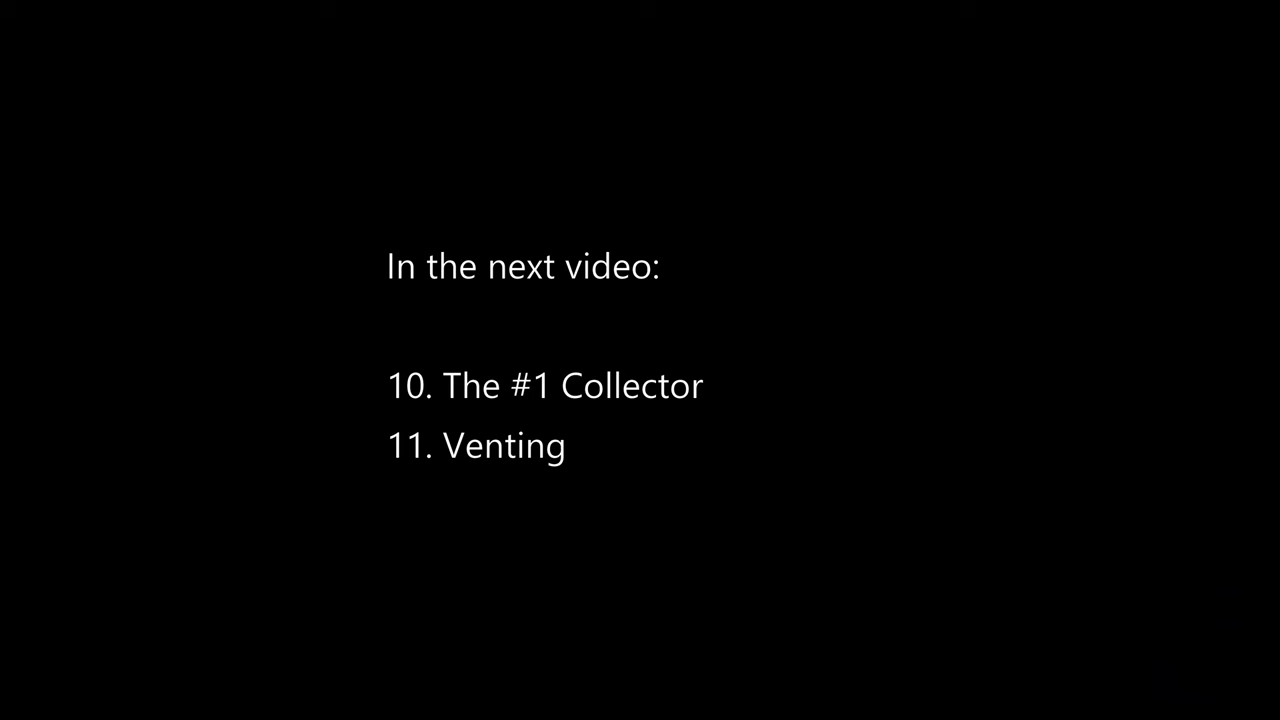 In the next video:
10. The #1 Collector
11. Venting